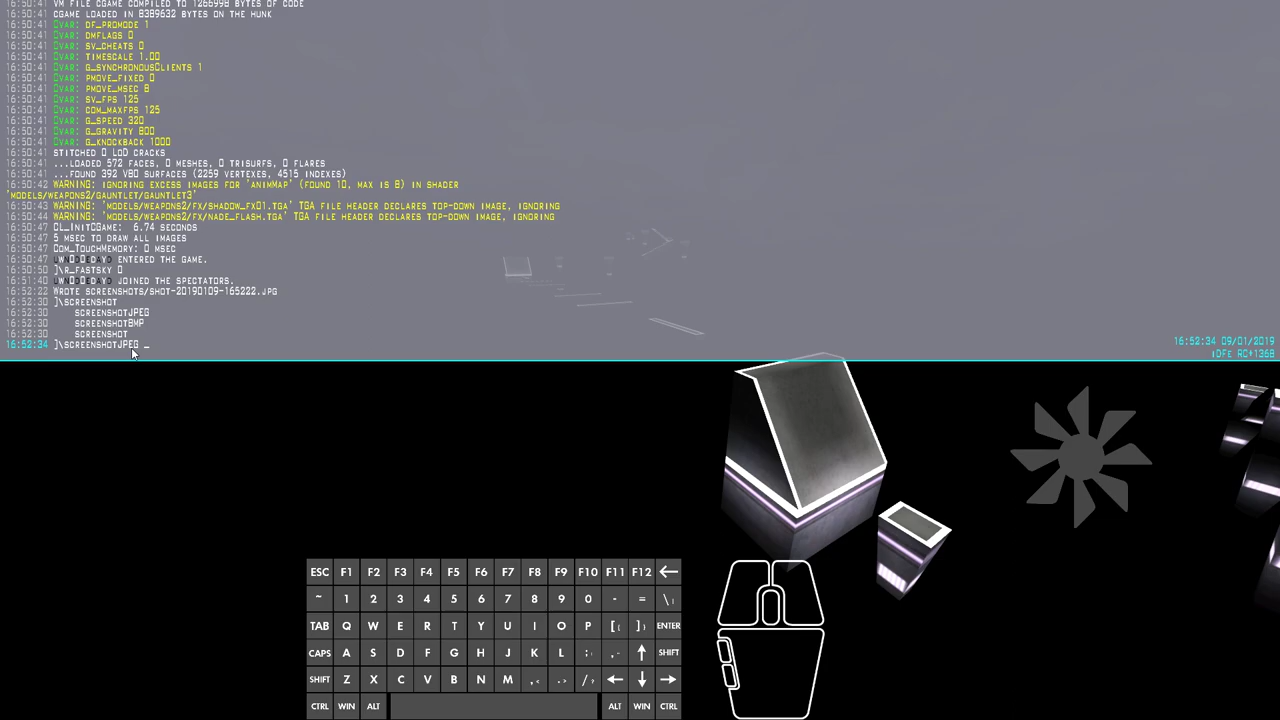 16:50:41 VM FILE CGAME COMPILED TO 1266998 BYTES OF CODE
16:50:41 CGAME LOADED IN 8389632 BYTES ON THE HUNK
16:50:41 CVAR: DF_PROMODE 1
16:50:41 CVAR: DMFLAGS 0
16:50:41 CVAR: SV_CHEATS 0
16:50:41 CVAR: TIMESCALE 1.00
16:50:41 CVAR: G_SYNCHRONOUSCLIENTS 1
16:50:41 CVAR: PMOVE_FIXED 0
16:50:41 CVAR: PMOVE_MSEC 8
16:50:41 CVAR: SV_FPS 125
16:50:41 CVAR: COM_MAXFPS 125
16:50:41 CVAR: G_SPEED 320
16:50:41 CVAR: G_GRAVITY 800
16:50:41 CVAR: G_KNOCKBACK 1000
16:50:41 STITCHED 0 LOD CRACKS
16:50:41 ...LOADED 572 FACES, 0 MESHES, 0 TRISURFS, 0 FLARES
16:50:41 ...FOUND 392 VBO SURFACES (2259 VERTEXES, 4515 INDEXES)
16:50:42 WARNING: IGNORING EXCESS IMAGES FOR 'ANIMMAP' (FOUND 10, MAX IS 8) IN SHADER
'MODELS/WEAPONS2/GAUNTLET/GAUNTLET3'
16:50:43 WARNING: 'MODELS/WEAPONS2/FX/SHADOW_FX01.TGA' TGA FILE HEADER DECLARES TOP-DOWN IMAGE, IGNORING
16:50:44 WARNING: 'MODELS/WEAPONS2/FX/NADE_FLASH.TGA' TGA FILE HEADER DECLARES TOP-DOWN IMAGE, IGNORING
16:50:47 CL_INITCGAME: 6.74 SECONDS
16:50:47 5 MSEC TO DRAW ALL IMAGES
16:50:47 COM_TOUCHMEMORY: 0 MSEC
16:50:47 ENTERED THE GAME.
16:50:50 ]\R_FASTSKY 0
16:51:40 JOINED THE SPECTATORS.
16:52:22 WROTE SCREENSHOTS/SHOT-20190109-165222.JPG
16:52:30 ]\SCREENSHOT
16:52:30 SCREENSHOTJPEG
16:52:30 SCREENSHOTBMP
16:52:30 SCREENSHOT
16:52:34 ]\SCREENSHOTJPEG _
16:52:34 09/01/2019
iDFe RC+1368
ESC F1 F2 F3 F4 F5 F6 F7 F8 F9 F10 F11 F12 ←
~ 1 2 3 4 5 6 7 8 9 0 - = \|
TAB Q W E R T Y U I O P [{ ]} ENTER
CAPS A S D F G H J K L ;: ,- ↑ SHIFT
SHIFT Z X C V B N M ,< .> /? ← ↓ →
CTRL WIN ALT ALT WIN CTRL